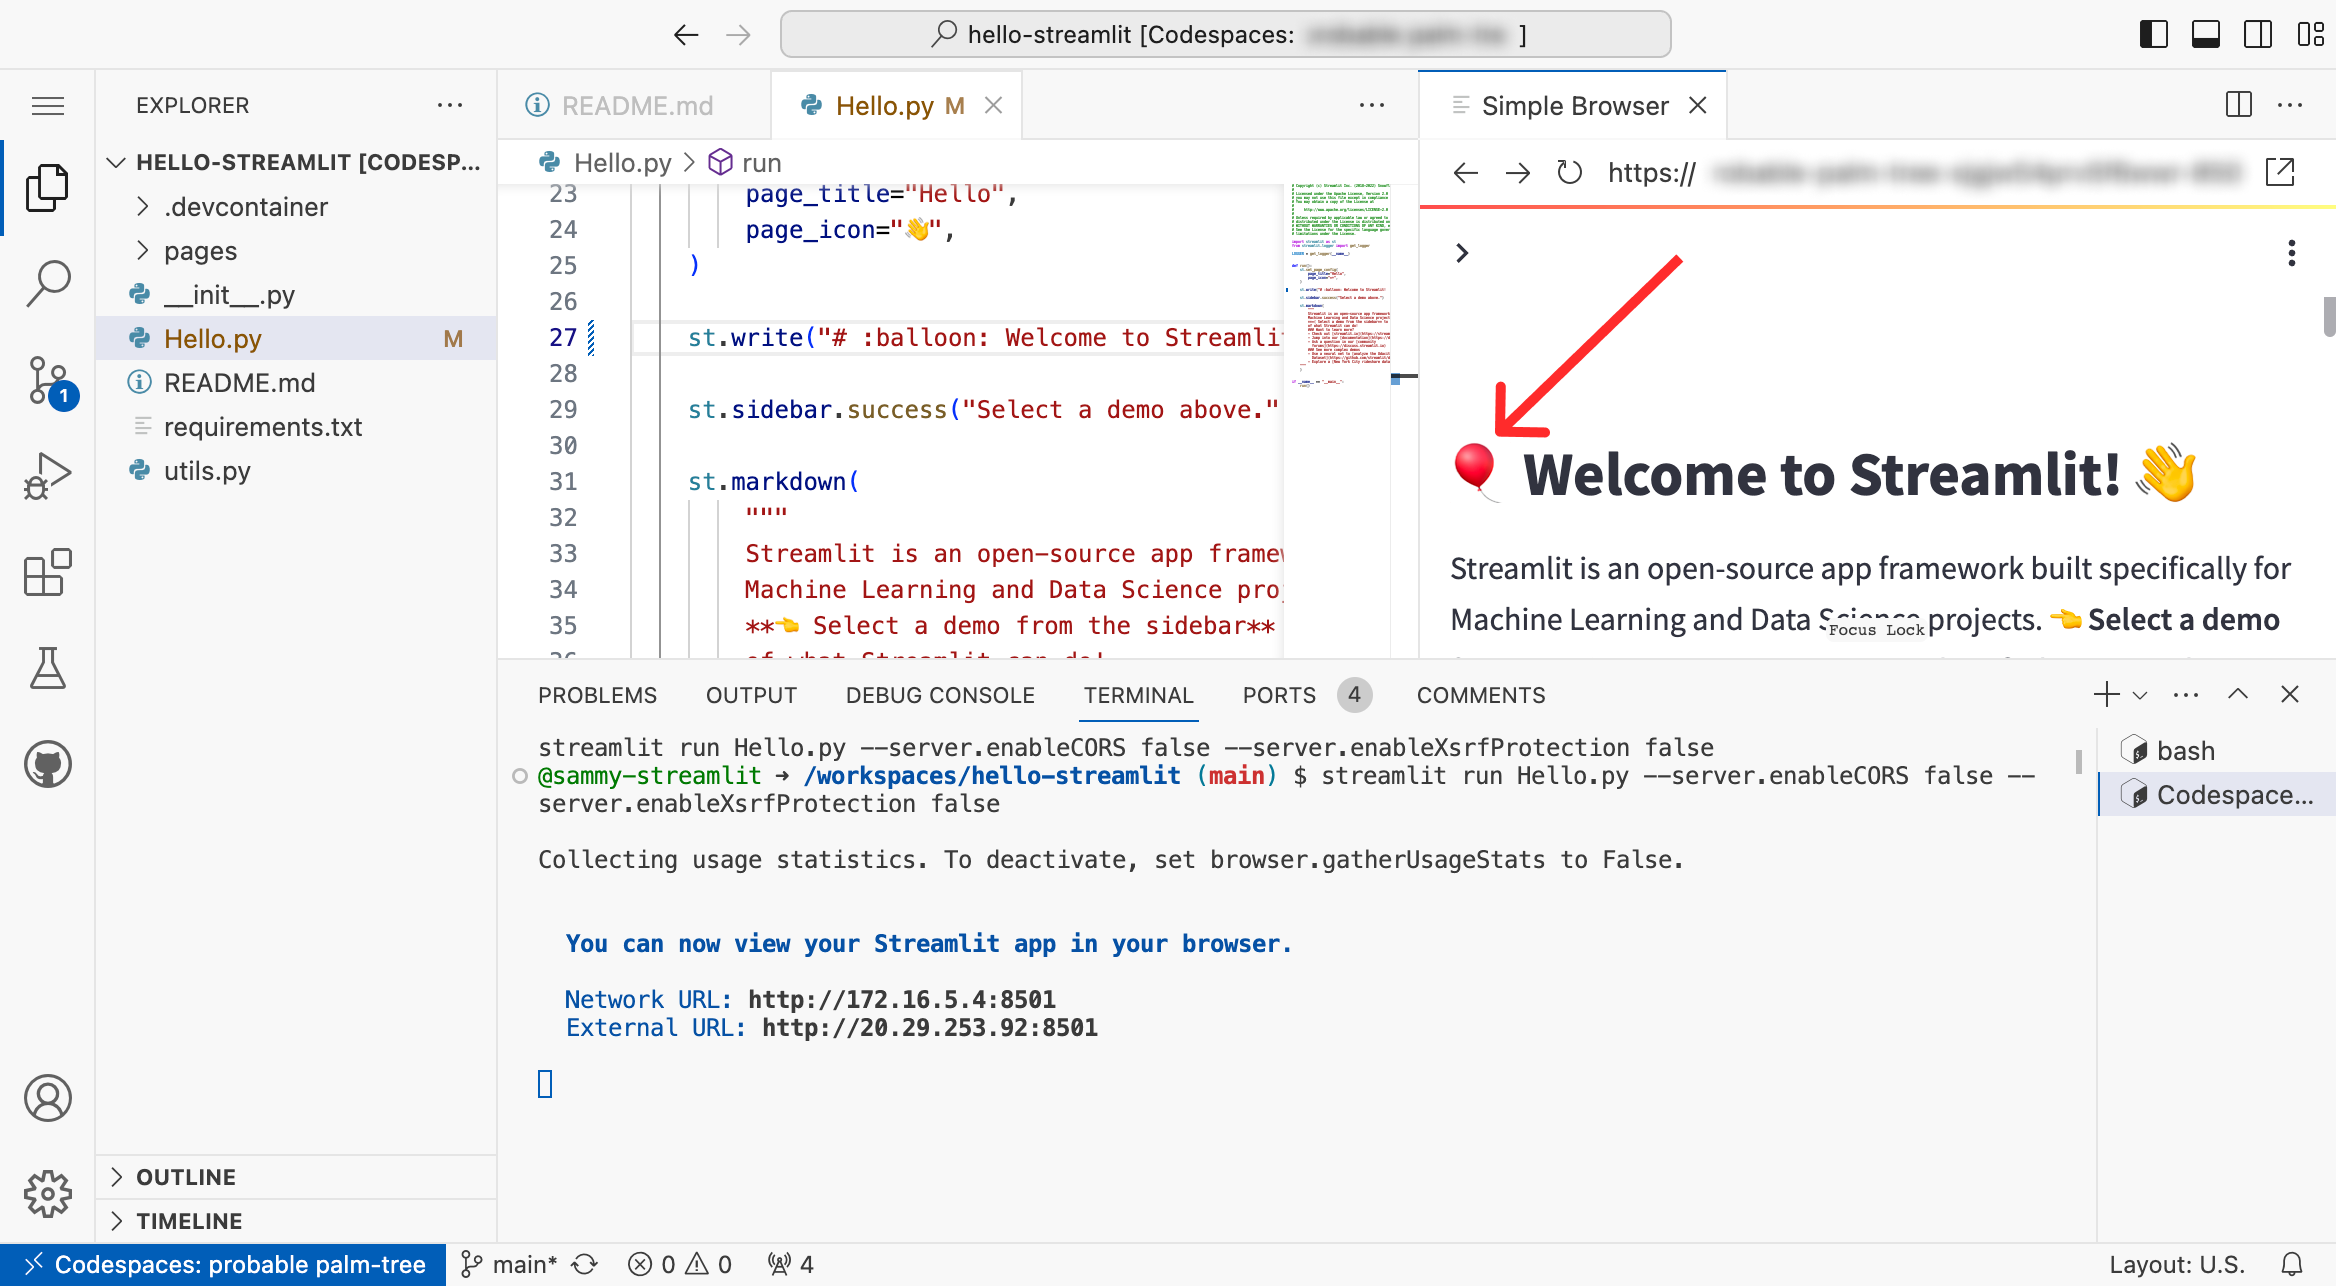 hello-streamlit [Codespaces: ]
EXPLORER
HELLO-STREAMLIT [CODESP...
.devcontainer
pages
__init__.py
Hello.py M
README.md
requirements.txt
utils.py
OUTLINE
TIMELINE
1
README.md
Hello.py M
Hello.py > run
23 page_title="Hello",
24 page_icon="👋",
25 )
26
27 st.write("# :balloon: Welcome to Streamli
28
29 st.sidebar.success("Select a demo above."
30
31 st.markdown(
32 """
33 Streamlit is an open-source app frame
34 Machine Learning and Data Science pro
35 **👈 Select a demo from the sidebar**
36 of what Streamlit can do!
Simple Browser
https://
🎈 Welcome to Streamlit! 👋
Streamlit is an open-source app framework built specifically for
Machine Learning and Data Science projects. 👈 Select a demo
Focus Lock
PROBLEMS OUTPUT DEBUG CONSOLE TERMINAL PORTS 4 COMMENTS
streamlit run Hello.py --server.enableCORS false --server.enableXsrfProtection false
@sammy-streamlit ➜ /workspaces/hello-streamlit (main) $ streamlit run Hello.py --server.enableCORS false --
server.enableXsrfProtection false
Collecting usage statistics. To deactivate, set browser.gatherUsageStats to False.
You can now view your Streamlit app in your browser.
Network URL: http://172.16.5.4:8501
External URL: http://20.29.253.92:8501
bash
Codespace...
Codespaces: probable palm-tree main* 0 0 4 Layout: U.S.